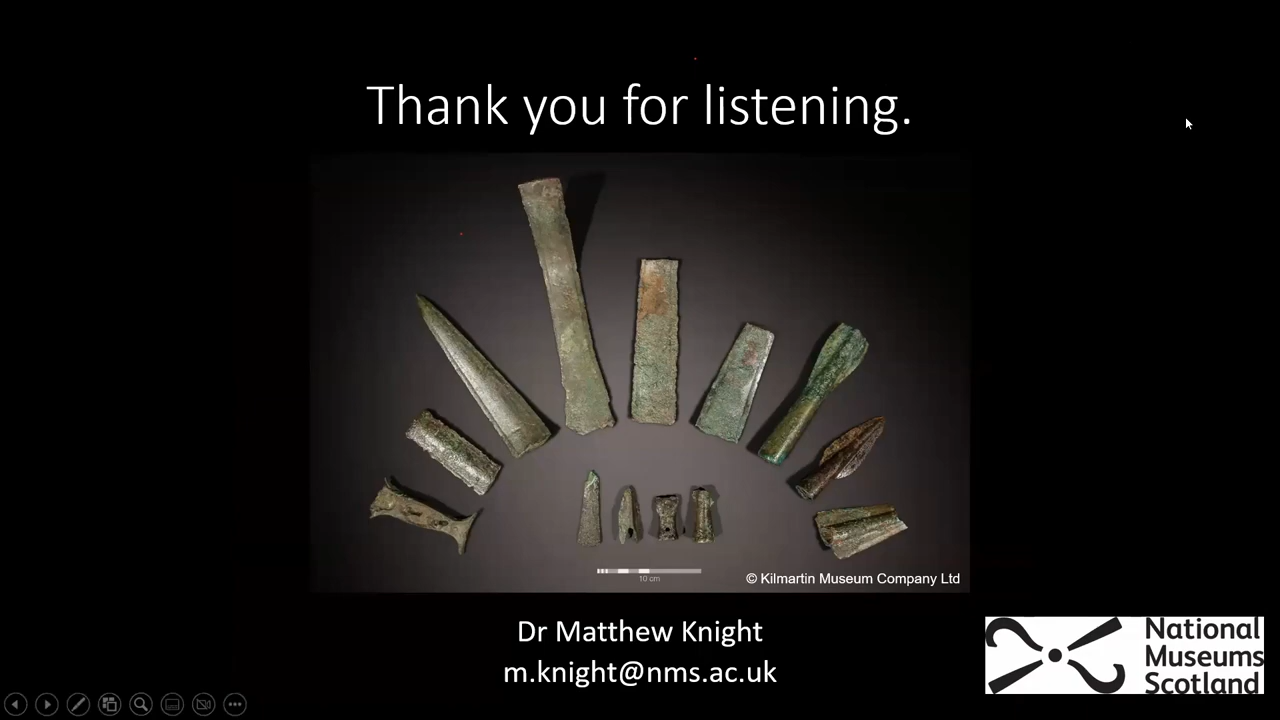 Thank you for listening.
10 cm
© Kilmartin Museum Company Ltd
Dr Matthew Knight
m.knight@nms.ac.uk
National
Museums
Scotland